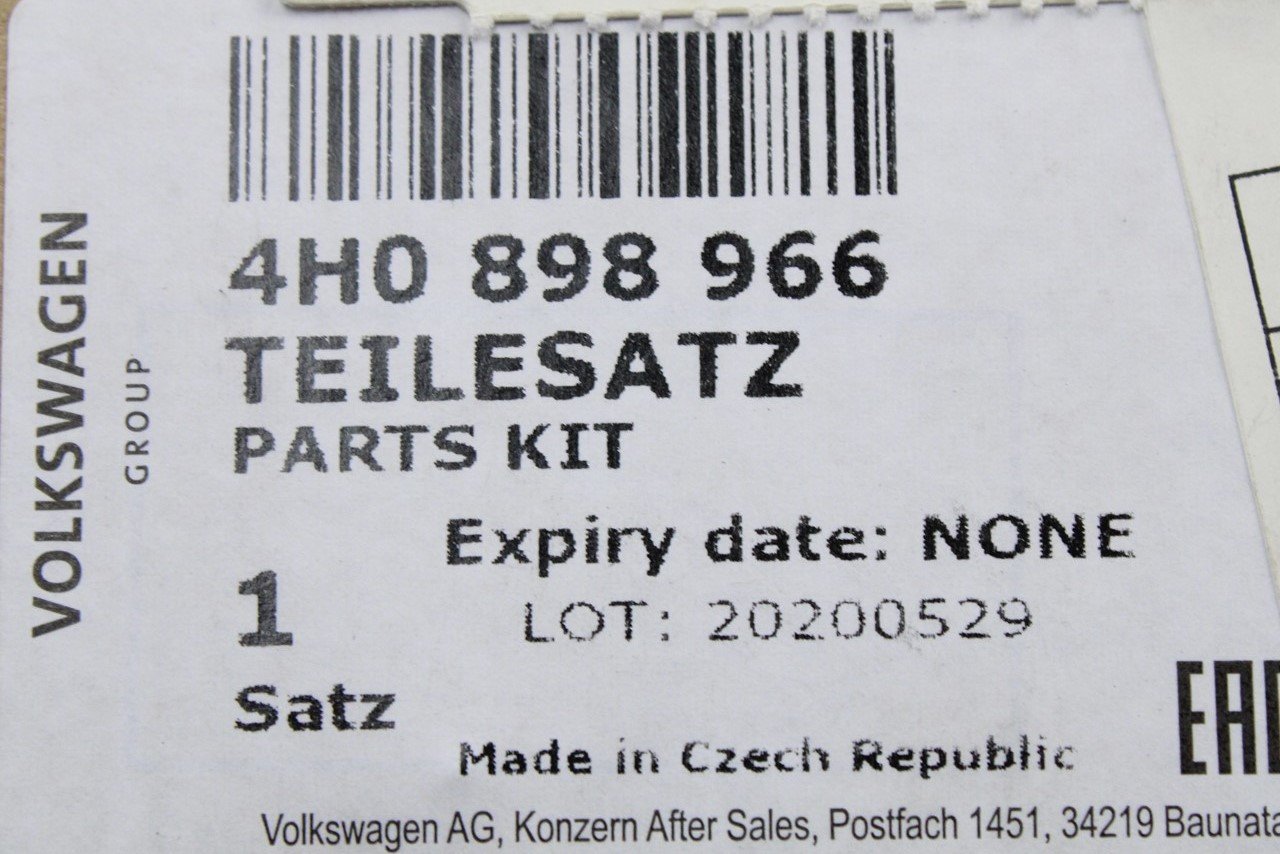 VOLKSWAGEN
GROUP
4H0 898 966
TEILESATZ
PARTS KIT
Expiry date: NONE
1
LOT: 20200529
Satz
Made in Czech Republic
EAC
Volkswagen AG, Konzern After Sales, Postfach 1451, 34219 Baunata